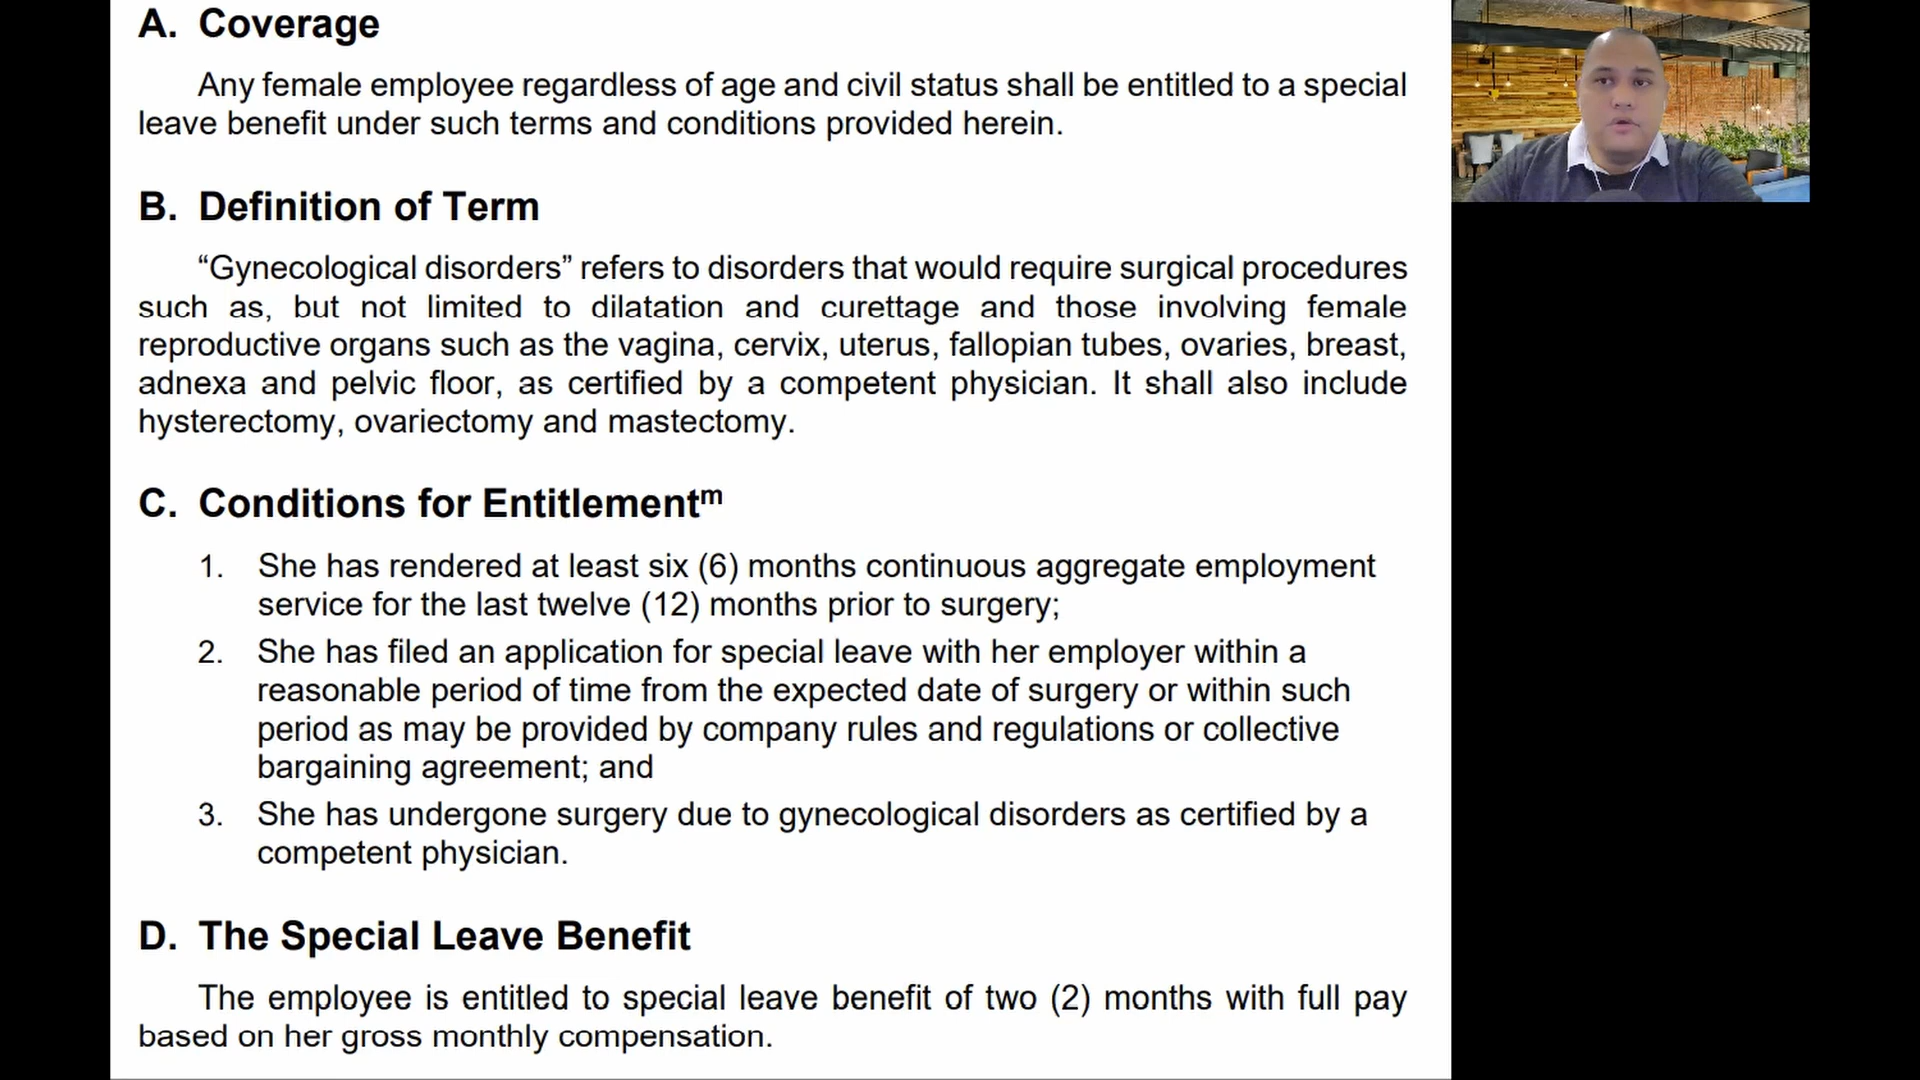 A. Coverage
Any female employee regardless of age and civil status shall be entitled to a special
leave benefit under such terms and conditions provided herein.
B. Definition of Term
“Gynecological disorders” refers to disorders that would require surgical procedures
such as, but not limited to dilatation and curettage and those involving female
reproductive organs such as the vagina, cervix, uterus, fallopian tubes, ovaries, breast,
adnexa and pelvic floor, as certified by a competent physician. It shall also include
hysterectomy, ovariectomy and mastectomy.
C. Conditions for Entitlementᵐ
1. She has rendered at least six (6) months continuous aggregate employment
service for the last twelve (12) months prior to surgery;
2. She has filed an application for special leave with her employer within a
reasonable period of time from the expected date of surgery or within such
period as may be provided by company rules and regulations or collective
bargaining agreement; and
3. She has undergone surgery due to gynecological disorders as certified by a
competent physician.
D. The Special Leave Benefit
The employee is entitled to special leave benefit of two (2) months with full pay
based on her gross monthly compensation.